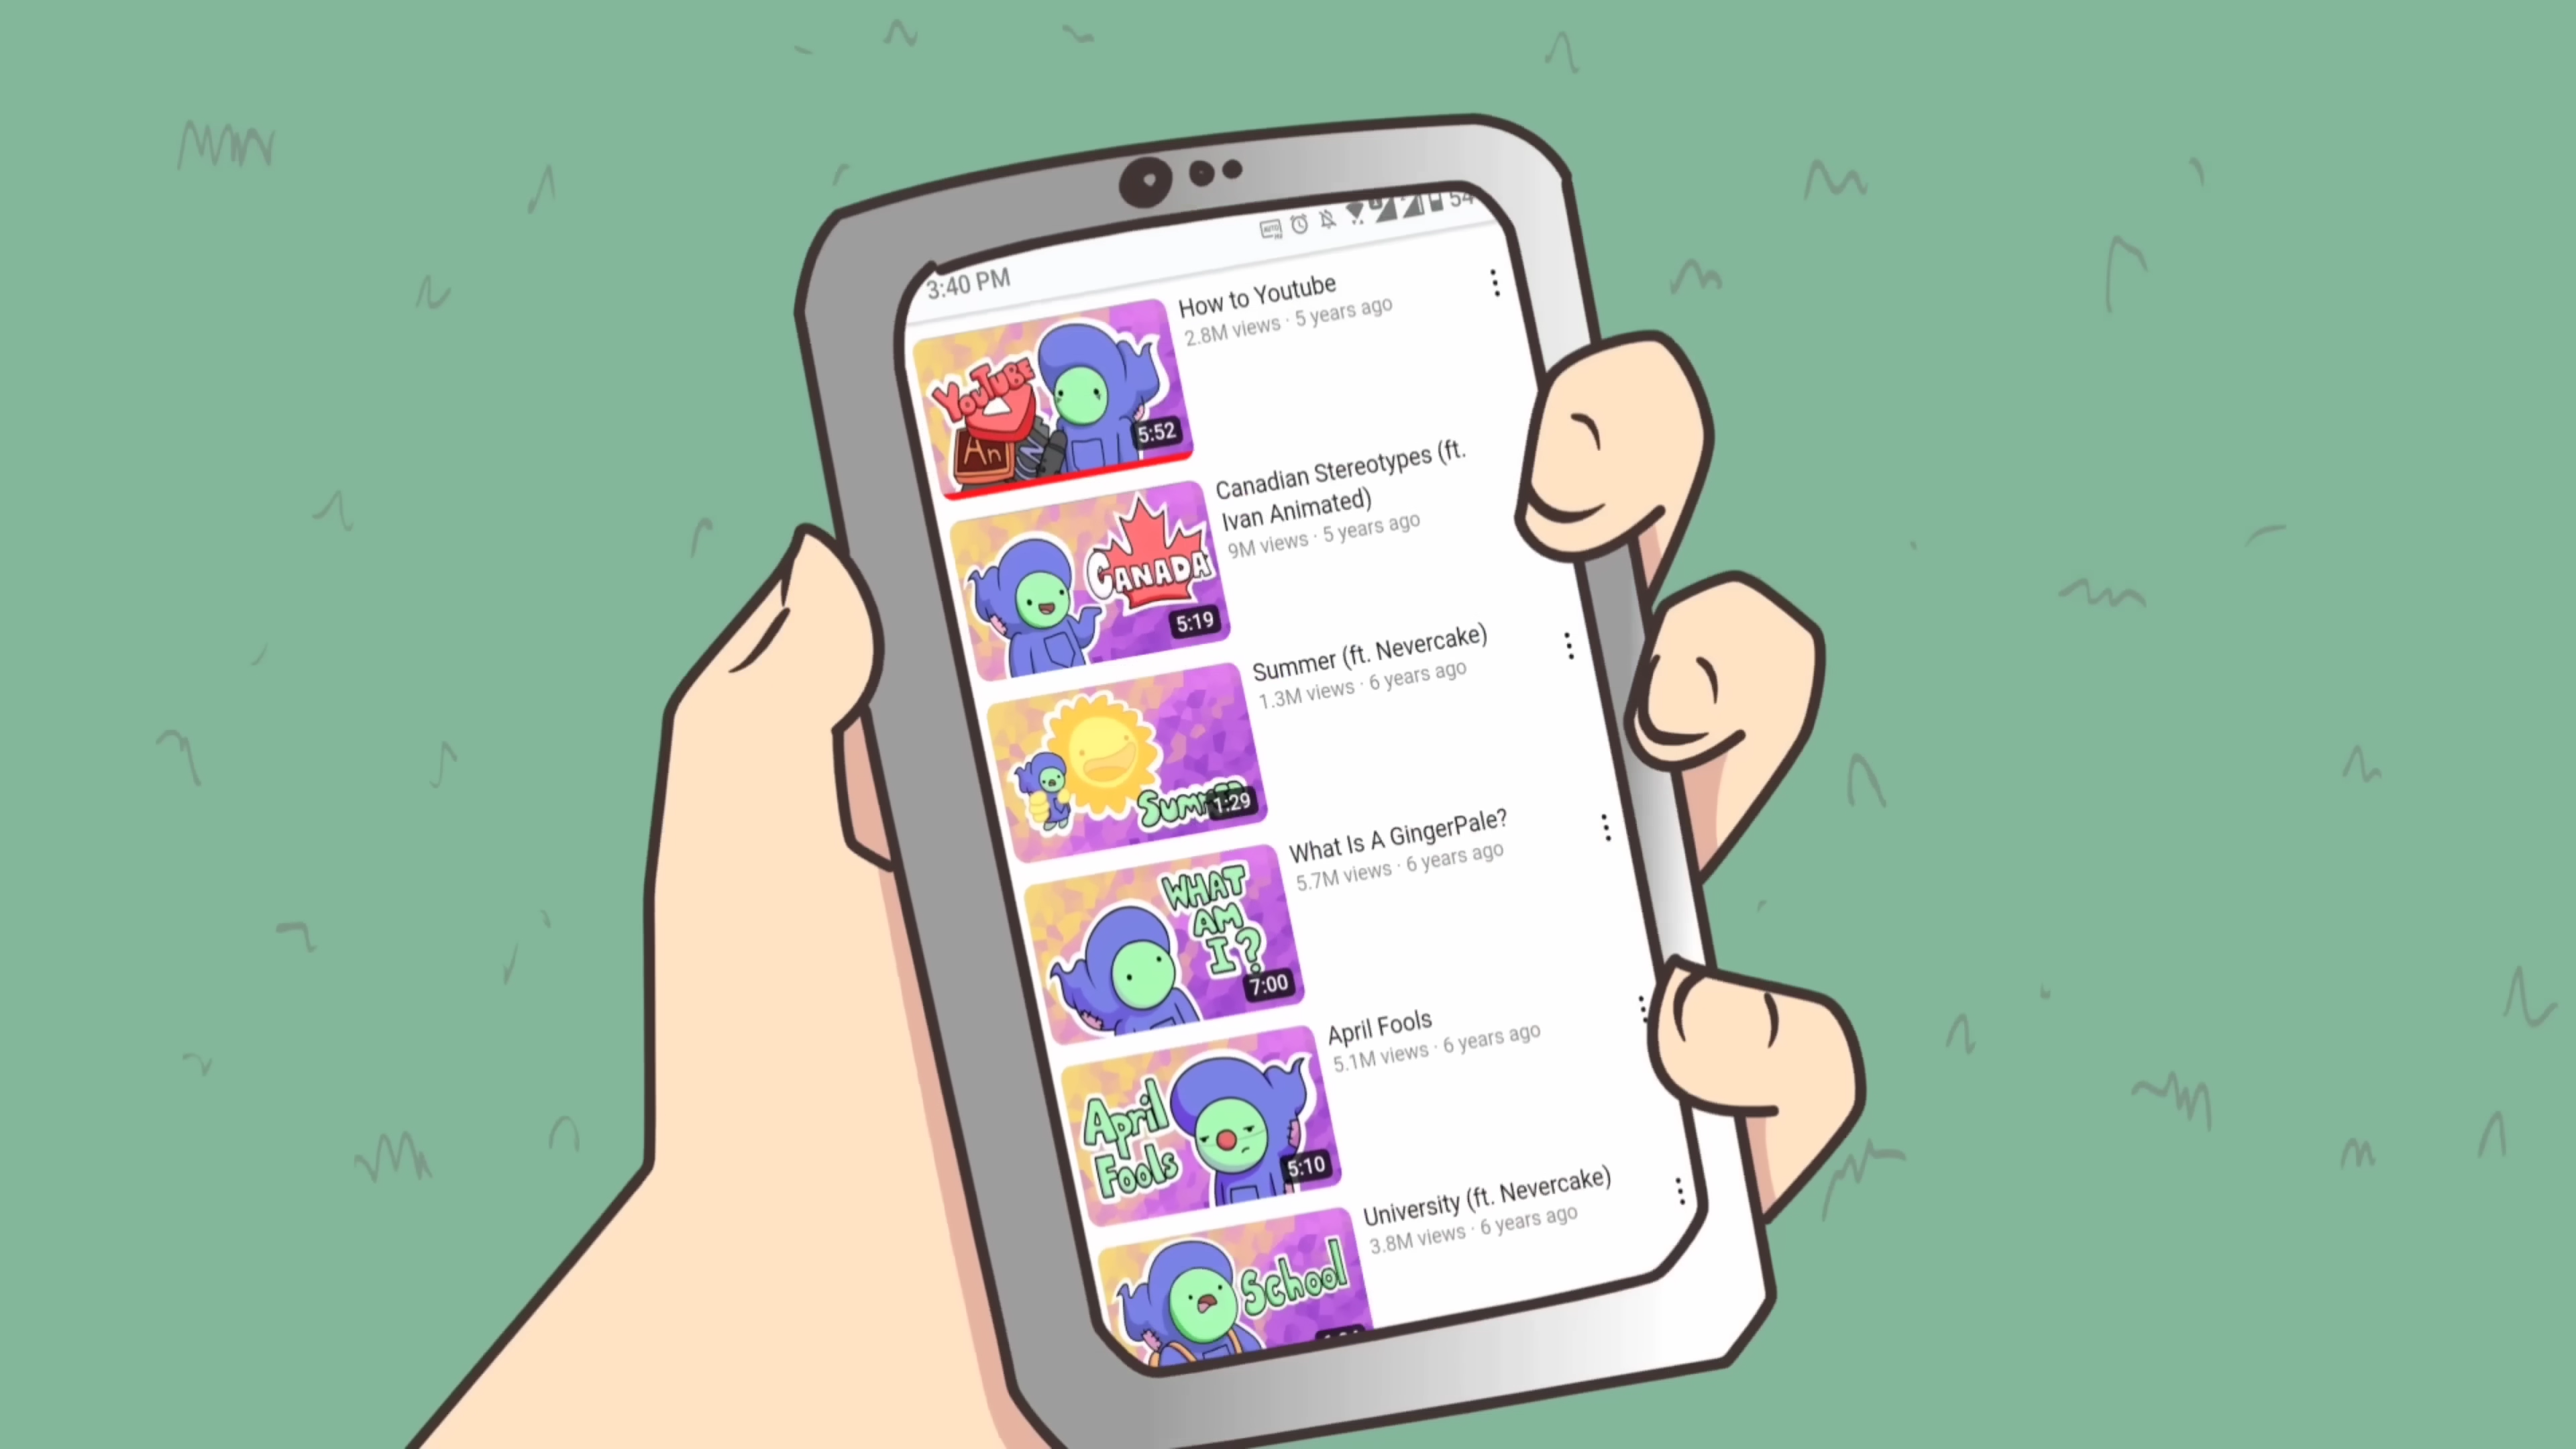 3:40 PM
54
How to Youtube
2.8M views · 5 years ago
YOUTUBE
An
5:52
Canadian Stereotypes (ft.
Ivan Animated)
9M views · 5 years ago
CANADA
5:19
Summer (ft. Nevercake)
1.3M views · 6 years ago
1:29
What Is A GingerPale?
5.7M views · 6 years ago
WHAT
AM
I?
7:00
April Fools
5.1M views · 6 years ago
April
Fools
5:10
University (ft. Nevercake)
3.8M views · 6 years ago
School